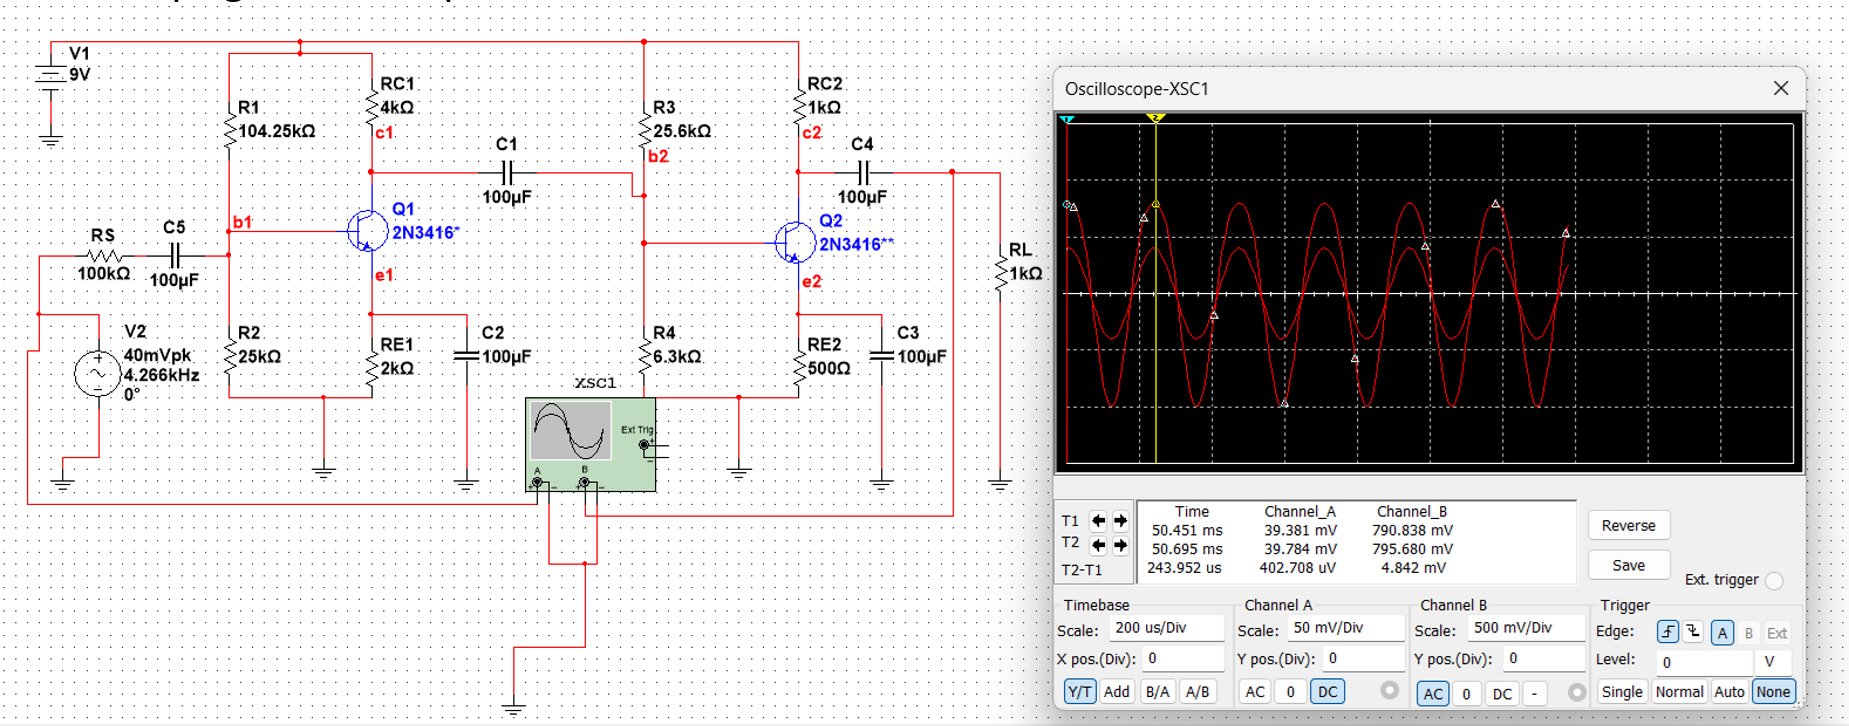 V1
9V
R1
104.25kΩ
RC1
4kΩ
c1
C1
100µF
R3
25.6kΩ
b2
RC2
1kΩ
c2
C4
100µF
RS
100kΩ
C5
100µF
b1
Q1
2N3416*
e1
Q2
2N3416**
e2
RL
1kΩ
V2
40mVpk
4.266kHz
0°
R2
25kΩ
RE1
2kΩ
C2
100µF
R4
6.3kΩ
RE2
500Ω
C3
100µF
XSC1
Ext Trig
+
-
A
B
+ - + -
Oscilloscope-XSC1
1
2
Time Channel_A Channel_B
T1 50.451 ms 39.381 mV 790.838 mV
T2 50.695 ms 39.784 mV 795.680 mV
T2-T1 243.952 us 402.708 uV 4.842 mV
Reverse
Save
Ext. trigger
Timebase
Scale: 200 us/Div
X pos.(Div): 0
Y/T Add B/A A/B
Channel A
Scale: 50 mV/Div
Y pos.(Div): 0
AC 0 DC
Channel B
Scale: 500 mV/Div
Y pos.(Div): 0
AC 0 DC -
Trigger
Edge: A B Ext
Level: 0 V
Single Normal Auto None